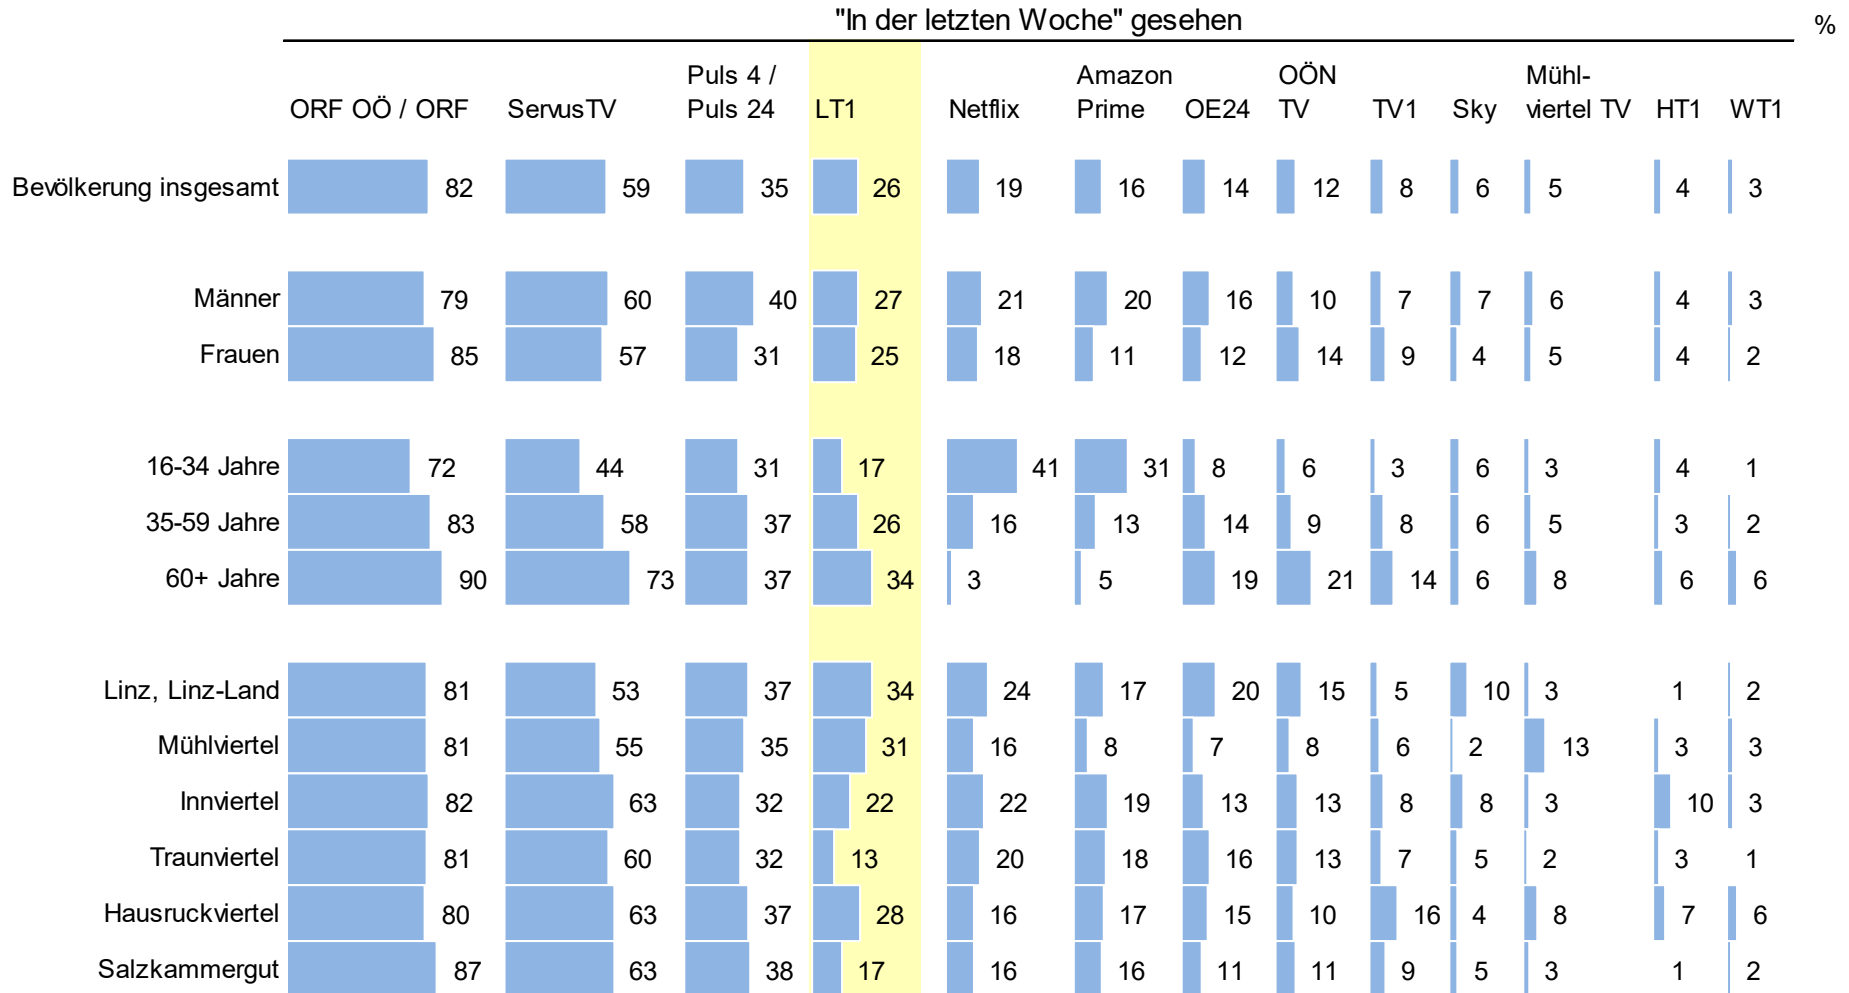 "In der letzten Woche" gesehen %
Puls 4 / Amazon OÖN Mühl-
ORF OÖ / ORF ServusTV Puls 24 LT1 Netflix Prime OE24 TV TV1 Sky viertel TV HT1 WT1
Bevölkerung insgesamt 82 59 35 26 19 16 14 12 8 6 5 4 3
Männer 79 60 40 27 21 20 16 10 7 7 6 4 3
Frauen 85 57 31 25 18 11 12 14 9 4 5 4 2
16-34 Jahre 72 44 31 17 41 31 8 6 3 6 3 4 1
35-59 Jahre 83 58 37 26 16 13 14 9 8 6 5 3 2
60+ Jahre 90 73 37 34 3 5 19 21 14 6 8 6 6
Linz, Linz-Land 81 53 37 34 24 17 20 15 5 10 3 1 2
Mühlviertel 81 55 35 31 16 8 7 8 6 2 13 3 3
Innviertel 82 63 32 22 22 19 13 13 8 8 3 10 3
Traunviertel 81 60 32 13 20 18 16 13 7 5 2 3 1
Hausruckviertel 80 63 37 28 16 17 15 10 16 4 8 7 6
Salzkammergut 87 63 38 17 16 16 11 11 9 5 3 1 2